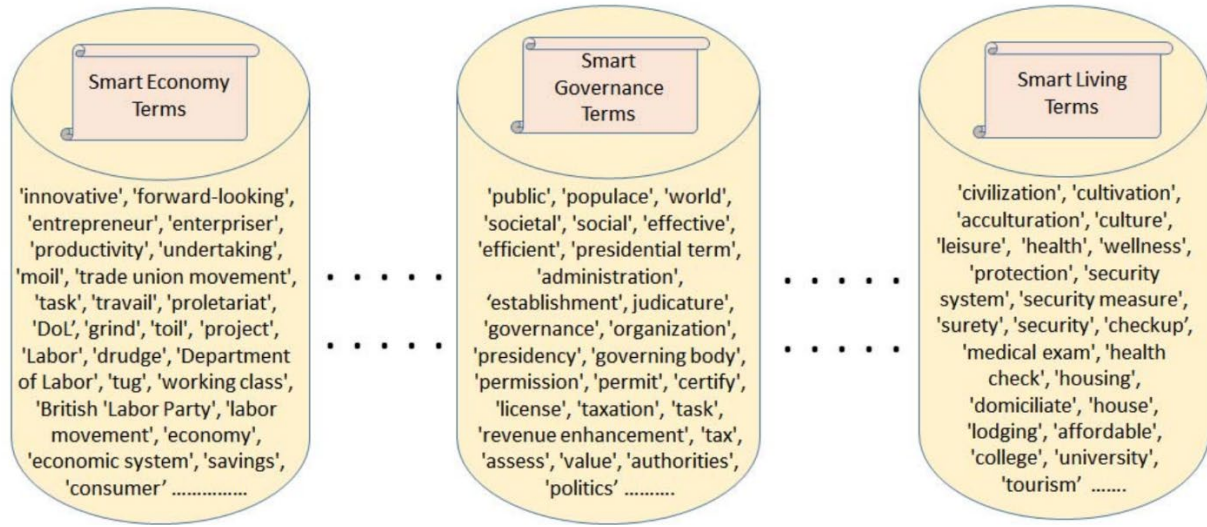 Smart Economy
Terms
'innovative', 'forward-looking',
'entrepreneur', 'enterpriser',
'productivity', 'undertaking',
'moil', 'trade union movement',
'task', 'travail', 'proletariat',
'DoL’, 'grind', 'toil', 'project',
'Labor', 'drudge', 'Department
of Labor', 'tug', 'working class',
'British 'Labor Party', 'labor
movement', 'economy',
'economic system', 'savings',
'consumer’ ……………
Smart
Governance
Terms
'public', 'populace', 'world',
'societal', 'social', 'effective',
'efficient', 'presidential term',
'administration',
‘establishment', judicature',
'governance', 'organization',
'presidency', 'governing body',
'permission', 'permit', 'certify',
'license', 'taxation', 'task',
'revenue enhancement', 'tax',
'assess', 'value', 'authorities',
'politics’ ……….
Smart Living
Terms
'civilization', 'cultivation',
'acculturation', 'culture',
'leisure', 'health', 'wellness',
'protection', 'security
system', 'security measure',
'surety', 'security', 'checkup’,
'medical exam', 'health
check', 'housing',
'domiciliate', 'house',
'lodging', 'affordable',
'college', 'university',
'tourism’ …….